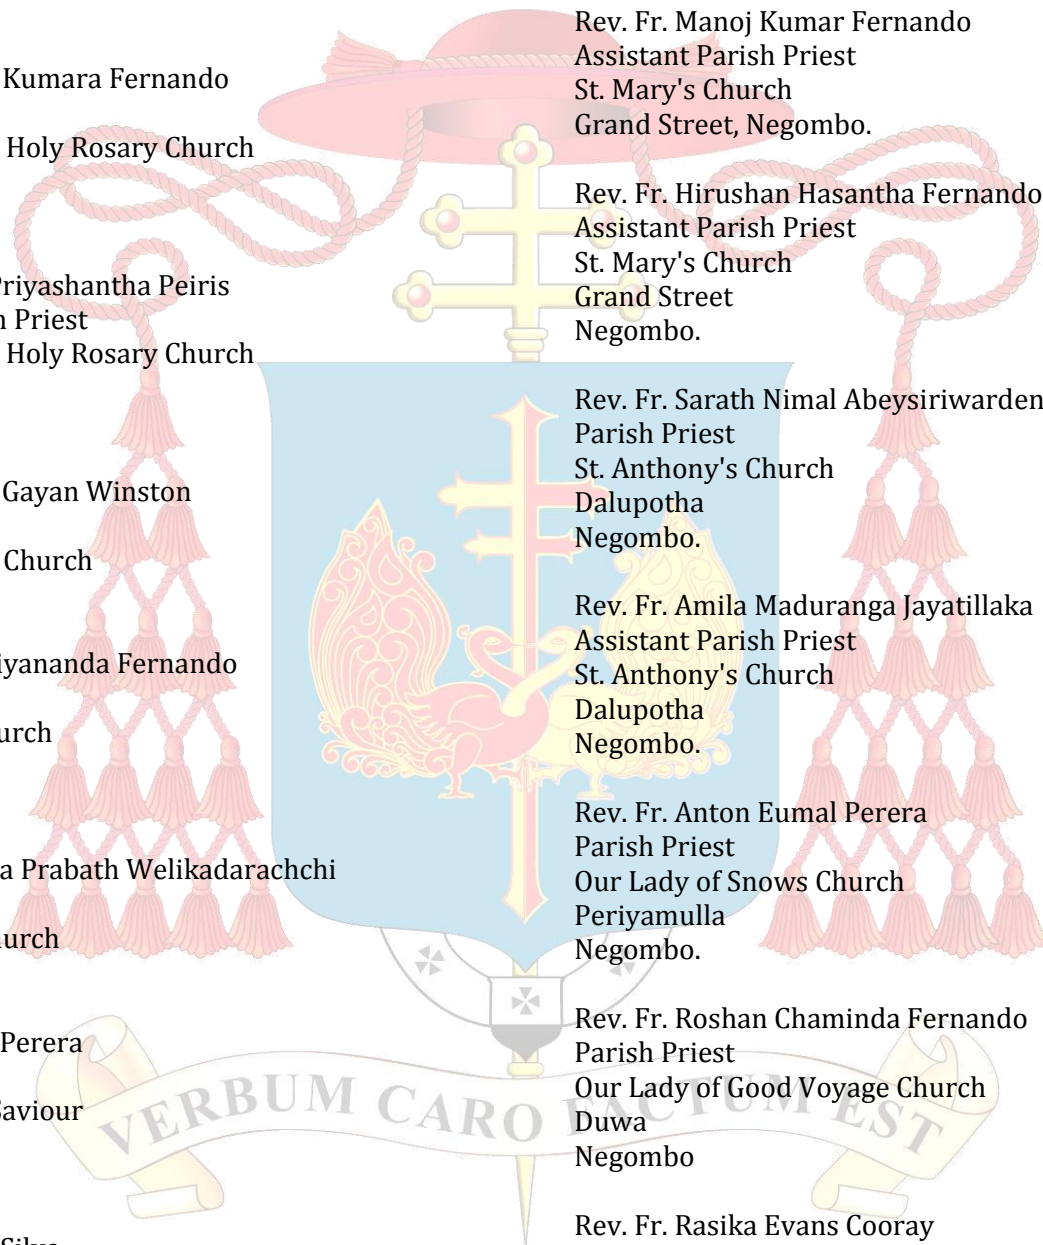 Kumara Fernando
Holy Rosary Church
Priyashantha Peiris
Priest
Holy Rosary Church
Gayan Winston
Church
Fernando
Prabath Welikadarachchi
Perera
Saviour
Rev. Fr. Manoj Kumar Fernando
Assistant Parish Priest
St. Mary's Church
Grand Street, Negombo.
Rev. Fr. Hirushan Hasantha Fernando
Assistant Parish Priest
St. Mary's Church
Grand Street
Negombo.
Rev. Fr. Sarath Nimal Abeysiriwarden
Parish Priest
St. Anthony's Church
Dalupotha
Negombo.
Rev. Fr. Amila Maduranga Jayatillaka
Assistant Parish Priest
St. Anthony's Church
Dalupotha
Negombo.
Rev. Fr. Anton Eumal Perera
Parish Priest
Our Lady of Snows Church
Periyamulla
Negombo.
Rev. Fr. Roshan Chaminda Fernando
Parish Priest
Our Lady of Good Voyage Church
Duwa
Negombo
Rev. Fr. Rasika Evans Cooray
VERBUM CARO FACTUM EST